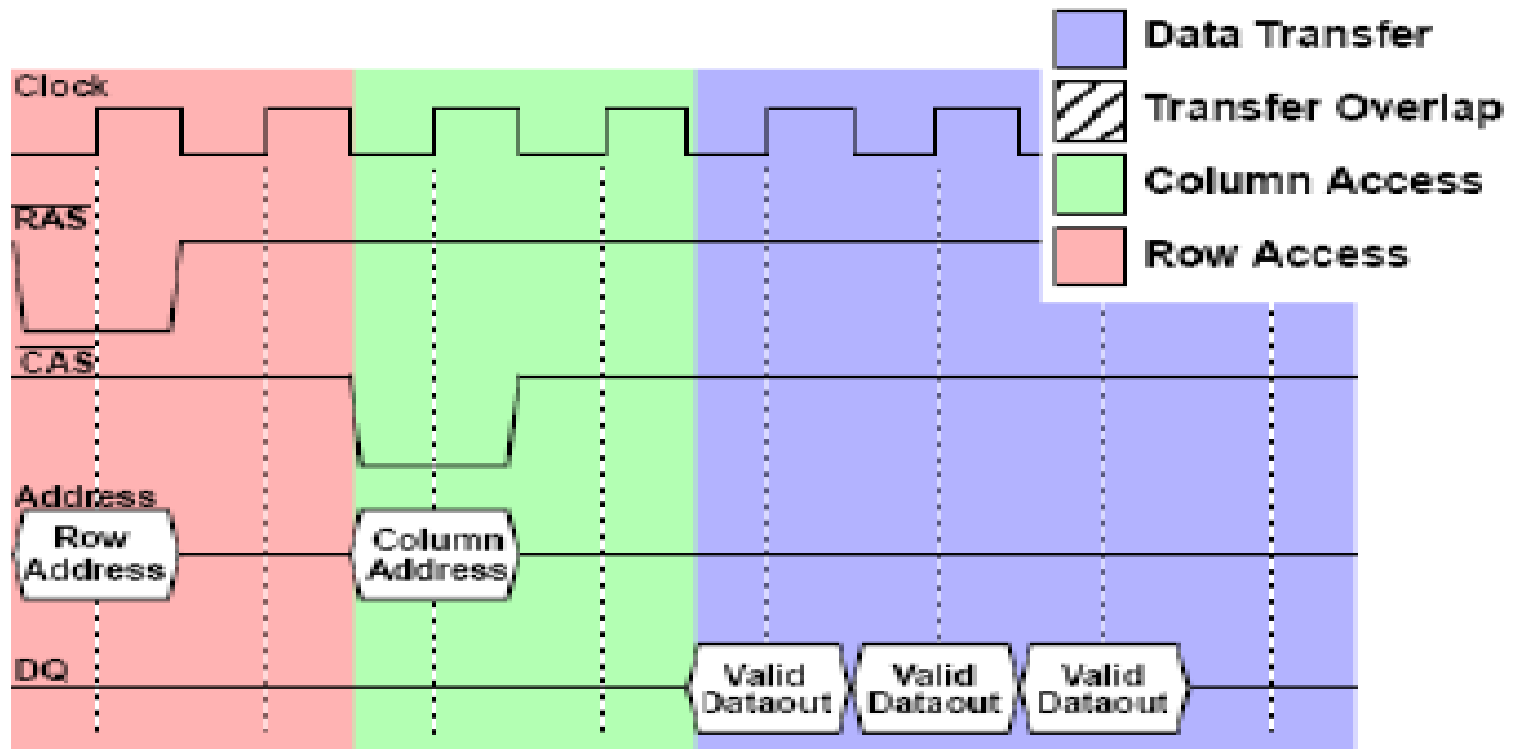 Data Transfer
Transfer Overlap
Column Access
Row Access
Clock
RAS
CAS
Address
Row
Address
Column
Address
DQ
Valid
Dataout
Valid
Dataout
Valid
Dataout